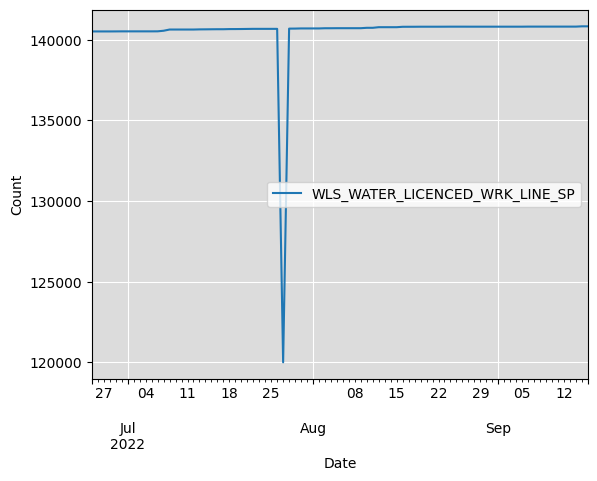 140000
135000
130000
125000
120000
Count
WLS_WATER_LICENCED_WRK_LINE_SP
27 04 11 18 25 08 15 22 29 05 12
Jul Aug Sep
2022
Date